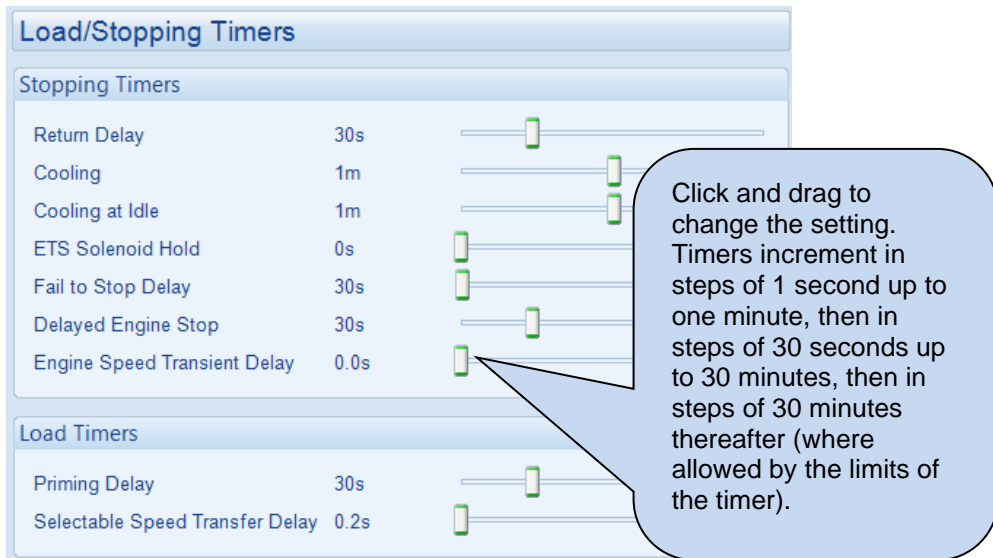 Load/Stopping Timers
Stopping Timers
Return Delay 30s
Cooling 1m
Cooling at Idle 1m
ETS Solenoid Hold 0s
Fail to Stop Delay 30s
Delayed Engine Stop 30s
Engine Speed Transient Delay 0.0s
Load Timers
Priming Delay 30s
Selectable Speed Transfer Delay 0.2s
Click and drag to
change the setting.
Timers increment in
steps of 1 second up to
one minute, then in
steps of 30 seconds up
to 30 minutes, then in
steps of 30 minutes
thereafter (where
allowed by the limits of
the timer).